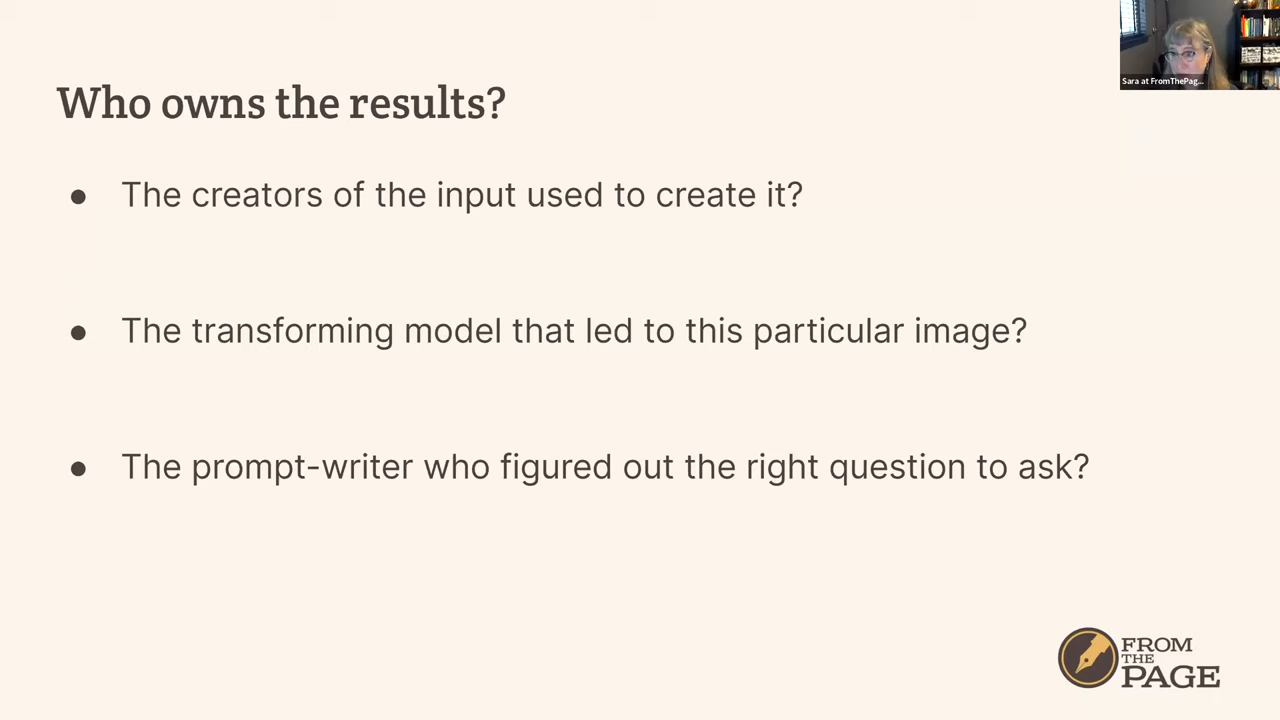 Sara at FromThePag...
Who owns the results?
● The creators of the input used to create it?
● The transforming model that led to this particular image?
● The prompt-writer who figured out the right question to ask?
FROM
THE
PAGE